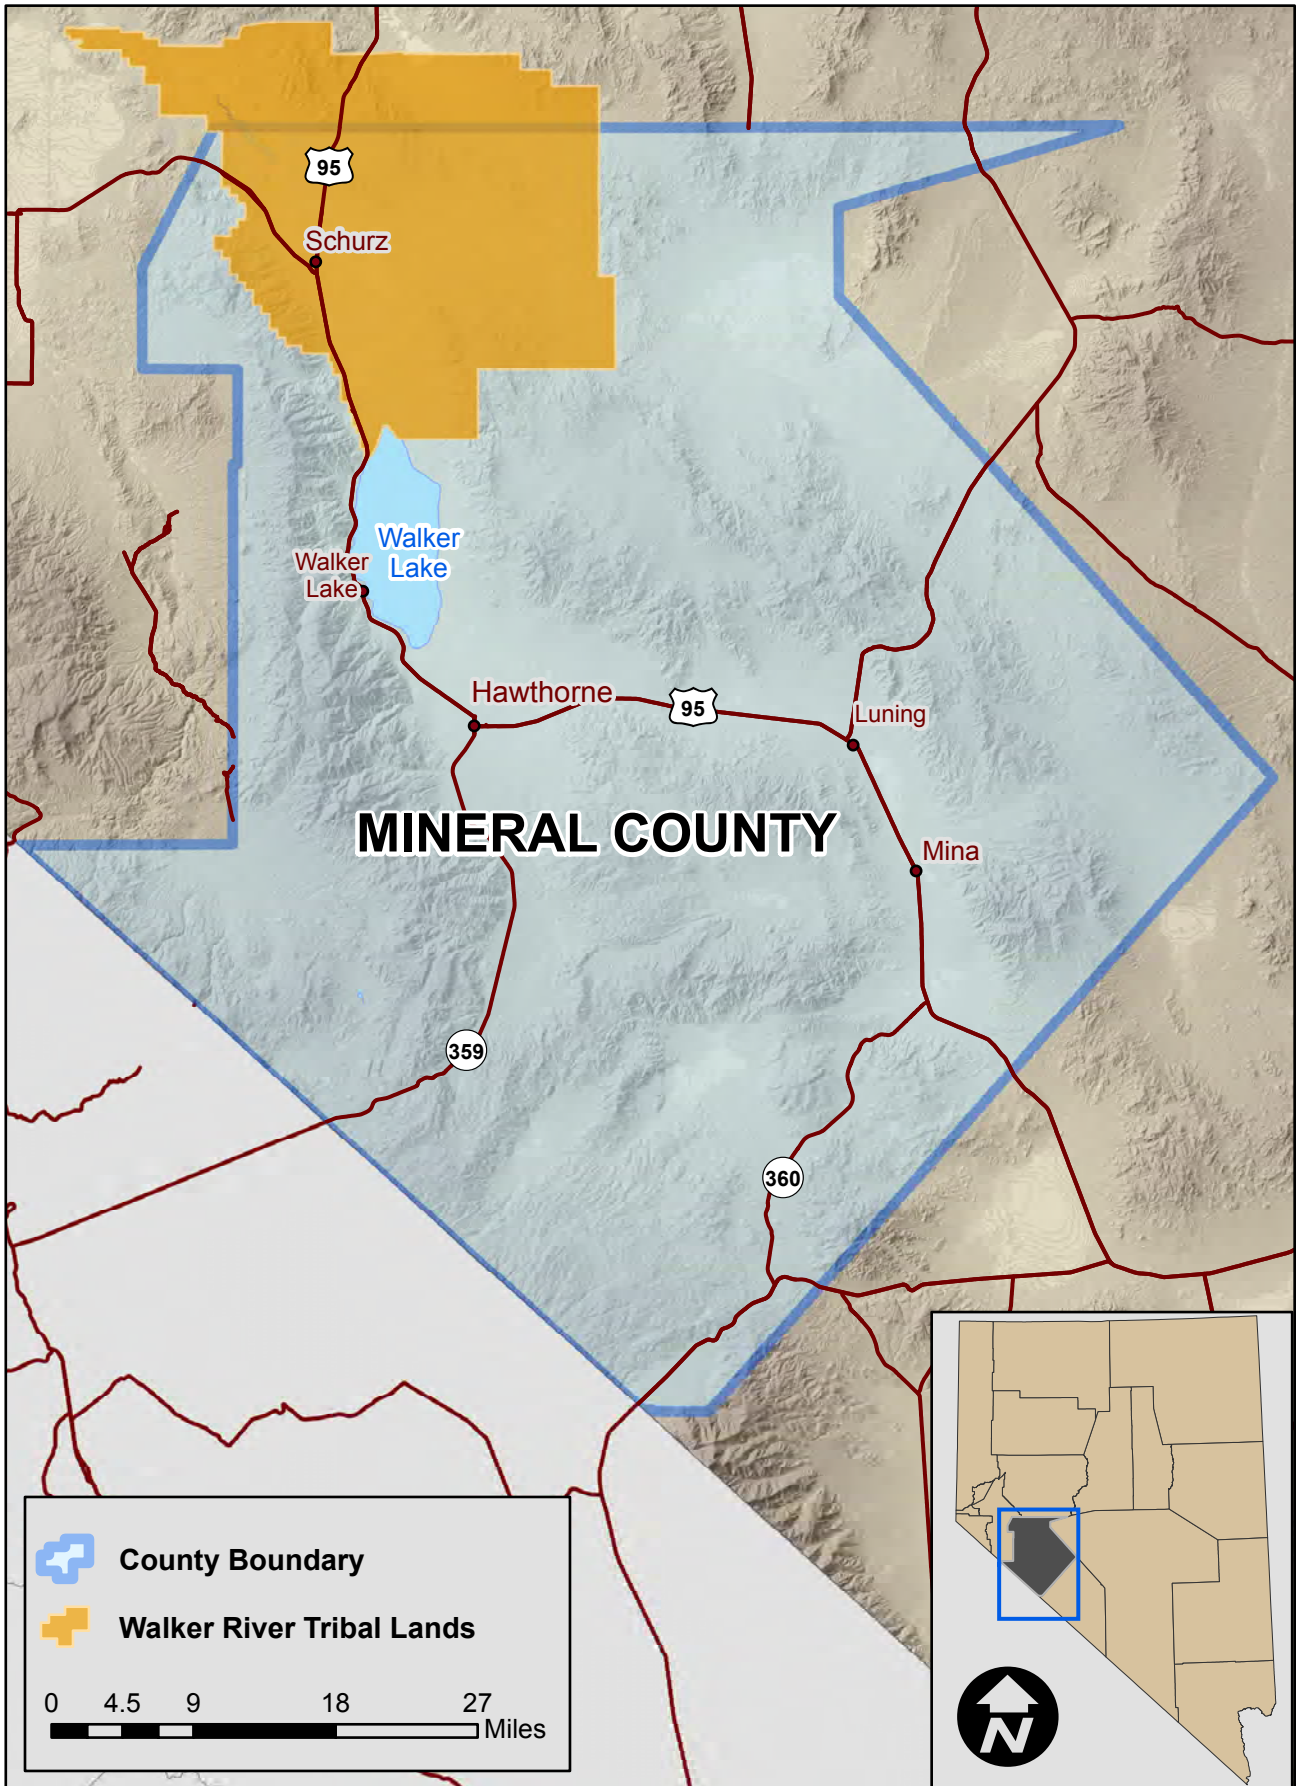 95
Schurz
Walker
Lake
Walker
Lake
Hawthorne
95
Luning
MINERAL COUNTY
Mina
359
360
County Boundary
Walker River Tribal Lands
0 4.5 9 18 27
Miles
N